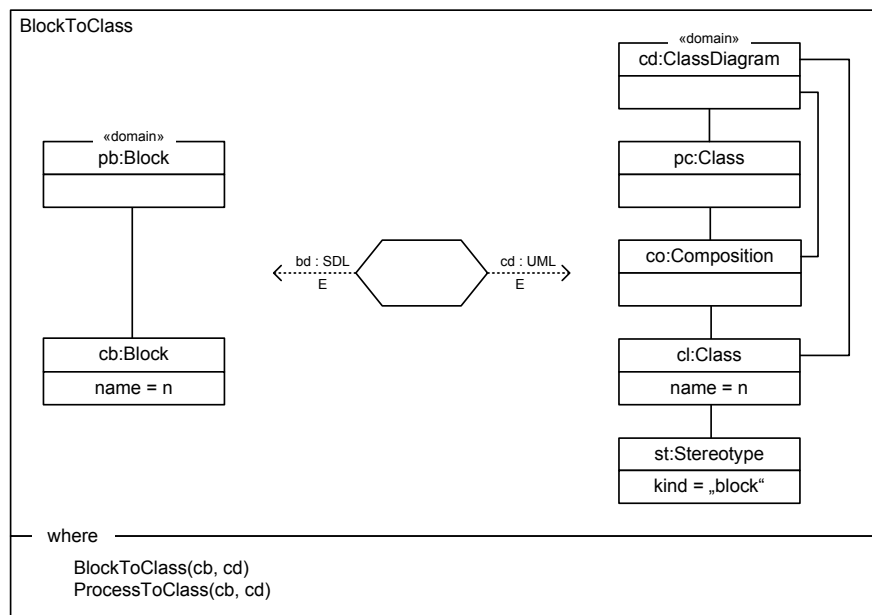 BlockToClass
«domain»
pb:Block
cb:Block
name = n
bd : SDL
E
cd : UML
E
«domain»
cd:ClassDiagram
pc:Class
co:Composition
cl:Class
name = n
st:Stereotype
kind = „block“
where
BlockToClass(cb, cd)
ProcessToClass(cb, cd)